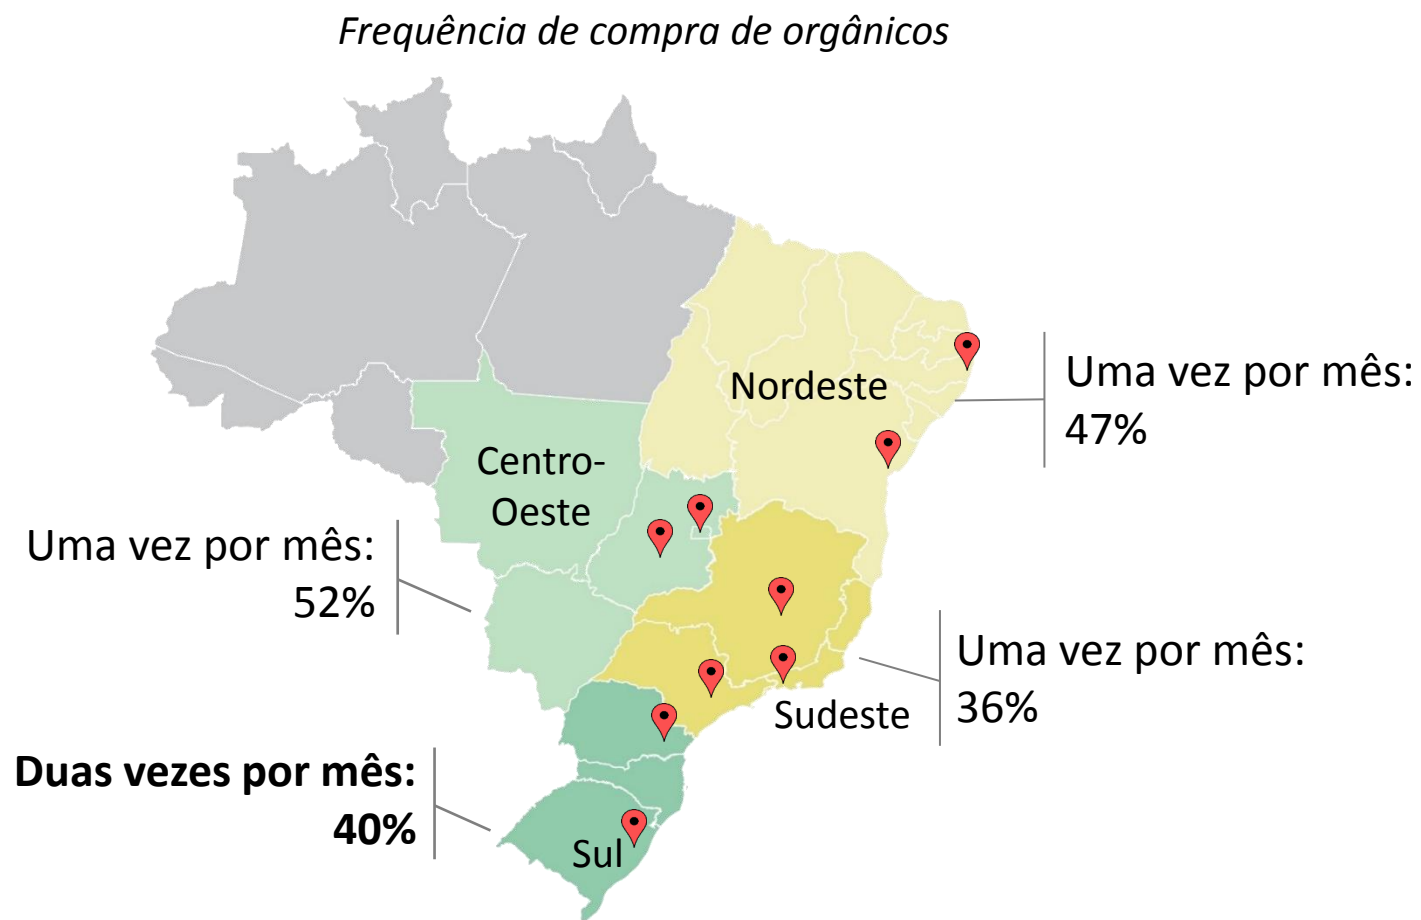 Frequência de compra de orgânicos
Nordeste
Uma vez por mês:
47%
Centro-
Oeste
Uma vez por mês:
52%
Uma vez por mês:
36%
Sudeste
Duas vezes por mês:
40%
Sul